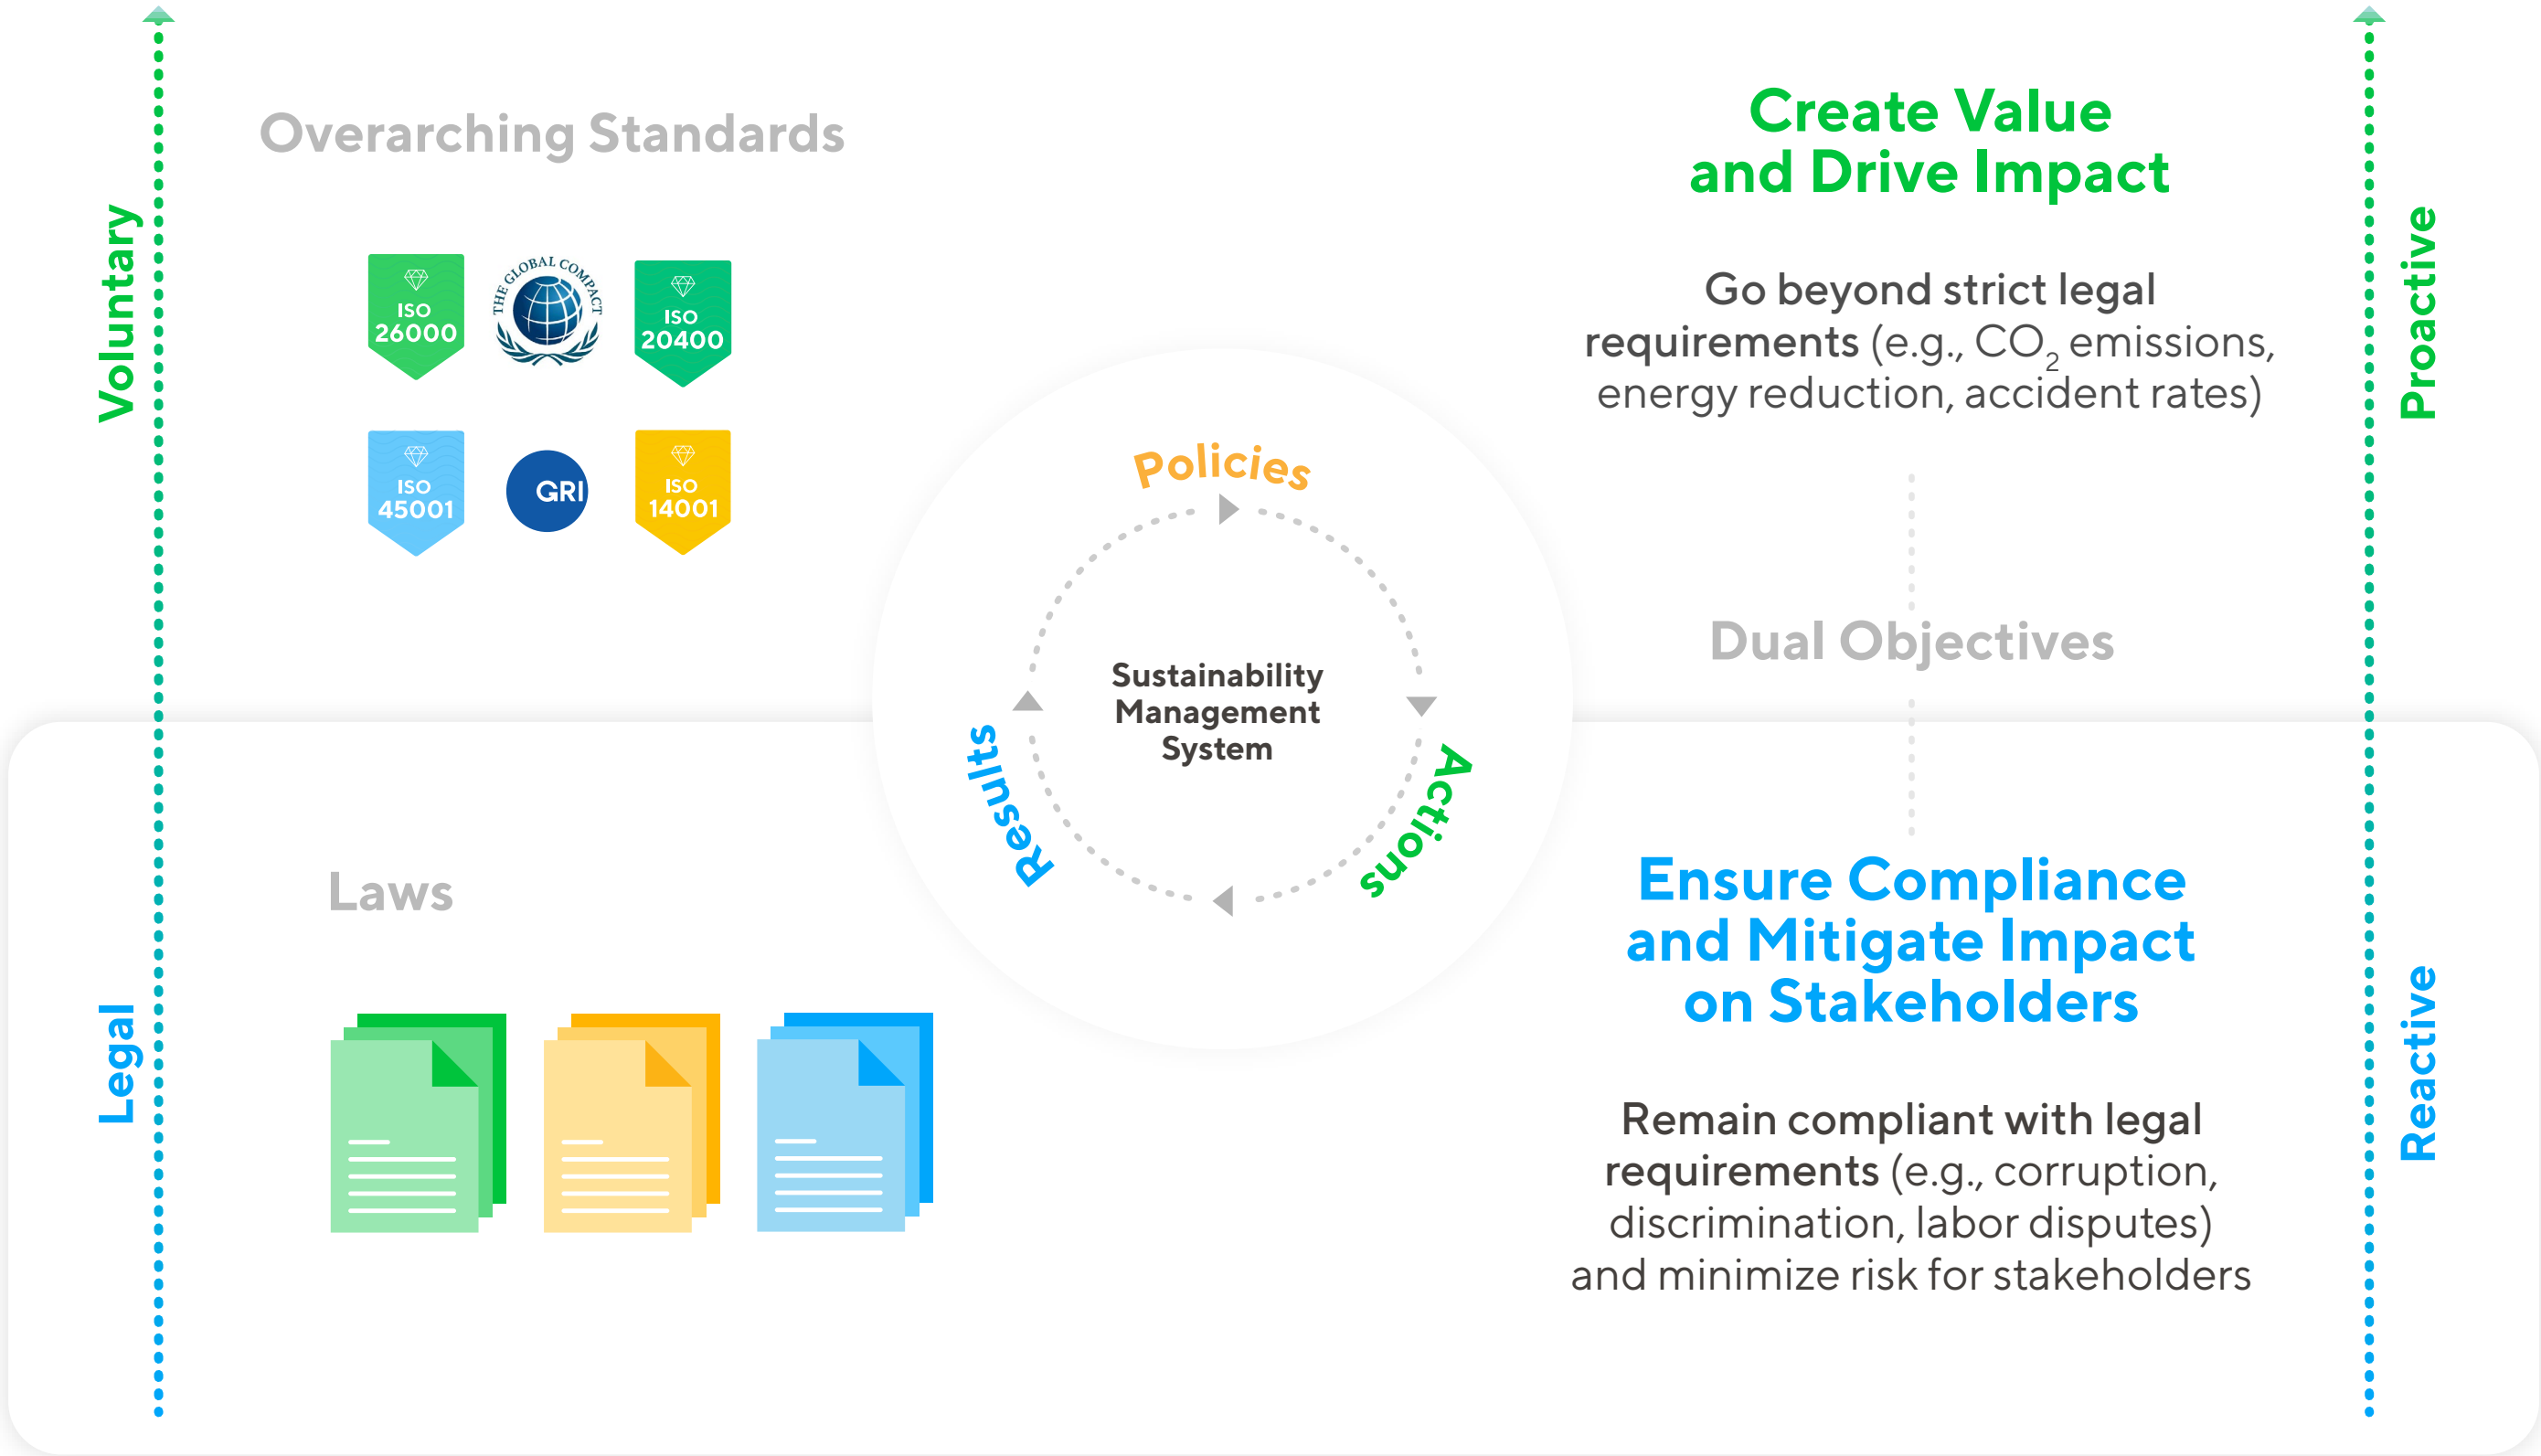 Overarching Standards
Voluntary
ISO
26000
THE GLOBAL COMPACT
ISO
20400
ISO
45001
GRI
ISO
14001
Create Value
and Drive Impact
Go beyond strict legal
requirements (e.g., CO₂ emissions,
energy reduction, accident rates)
Proactive
Policies
Actions
Results
Sustainability
Management
System
Dual Objectives
Laws
Legal
Ensure Compliance
and Mitigate Impact
on Stakeholders
Remain compliant with legal
requirements (e.g., corruption,
discrimination, labor disputes)
and minimize risk for stakeholders
Reactive